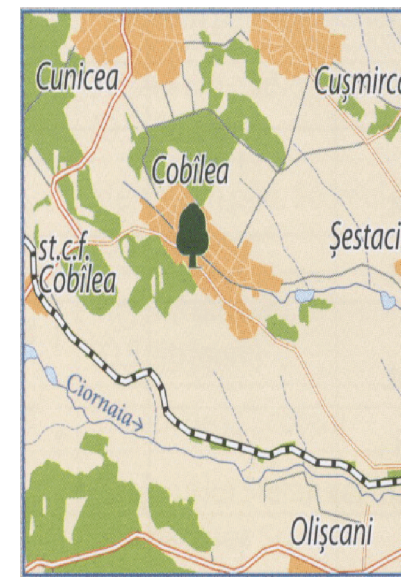 Cunicea
Cușmirca
Cobîlea
Șestaci
st.c.f.
Cobîlea
Ciornaia→
Olișcani